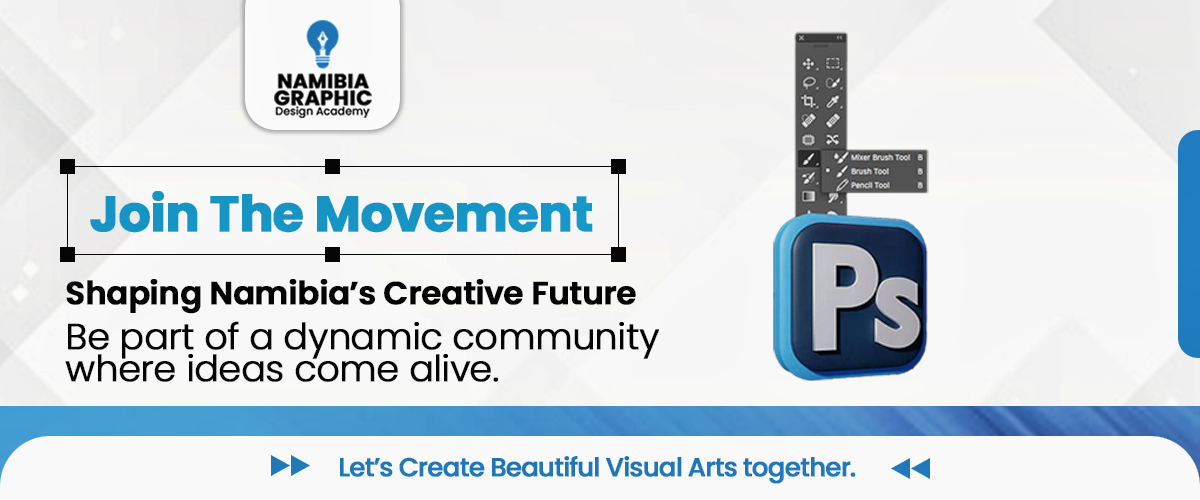 NAMIBIA
GRAPHIC
Design Academy
Join The Movement
Shaping Namibia's Creative Future
Be part of a dynamic community
where ideas come alive.
Mixer Brush Tool B
Brush Tool B
Pencil Tool B
Ps
Let's Create Beautiful Visual Arts together.